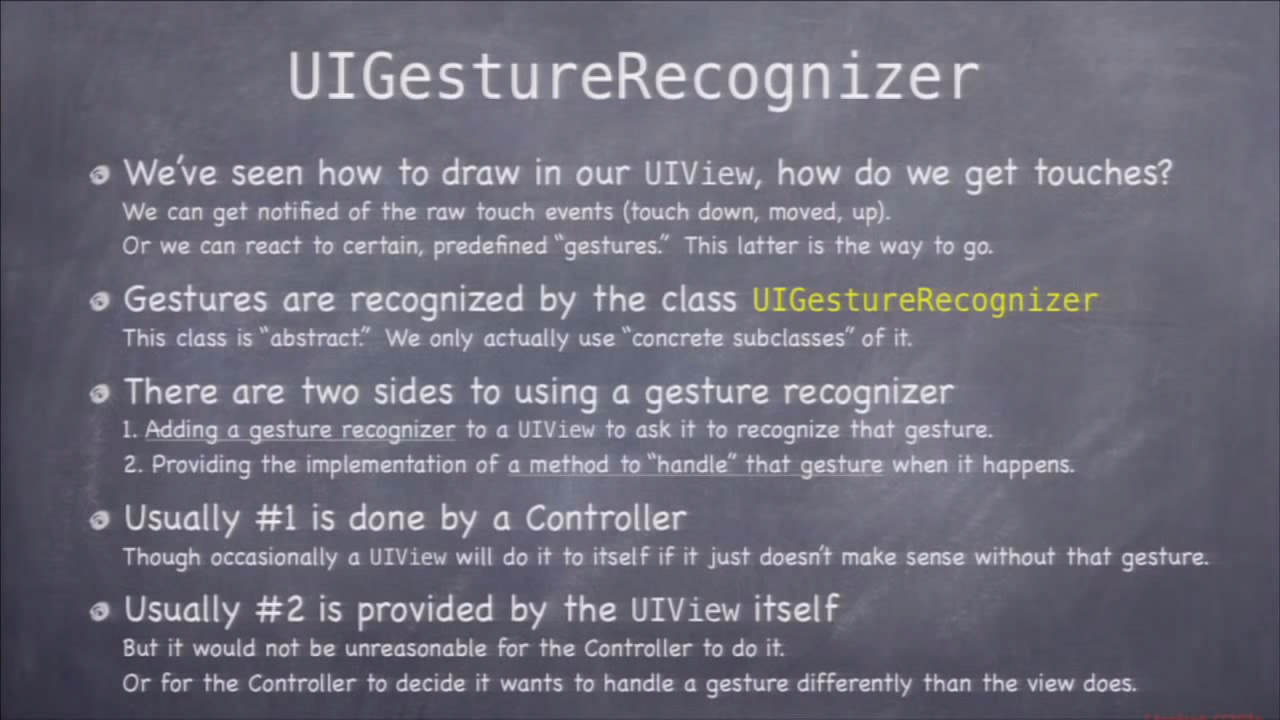 UIGestureRecognizer
We've seen how to draw in our UIView, how do we get touches?
We can get notified of the raw touch events (touch down, moved, up).
Or we can react to certain, predefined “gestures.” This latter is the way to go.
Gestures are recognized by the class UIGestureRecognizer
This class is “abstract.” We only actually use “concrete subclasses” of it.
There are two sides to using a gesture recognizer
1. Adding a gesture recognizer to a UIView to ask it to recognize that gesture.
2. Providing the implementation of a method to “handle” that gesture when it happens.
Usually #1 is done by a Controller
Though occasionally a UIView will do it to itself if it just doesn't make sense without that gesture.
Usually #2 is provided by the UIView itself
But it would not be unreasonable for the Controller to do it.
Or for the Controller to decide it wants to handle a gesture differently than the view does.